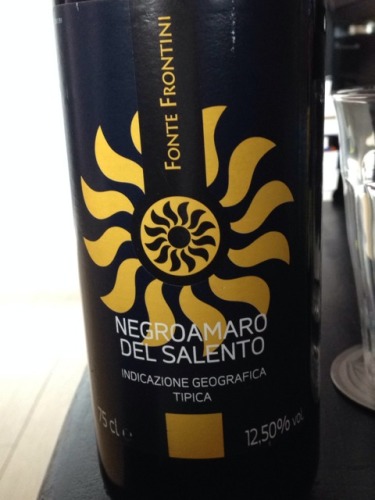 FONTE FRONTINI
NEGROAMARO
DEL SALENTO
INDICAZIONE GEOGRAFICA
TIPICA
75 cl.
12,50% vol.